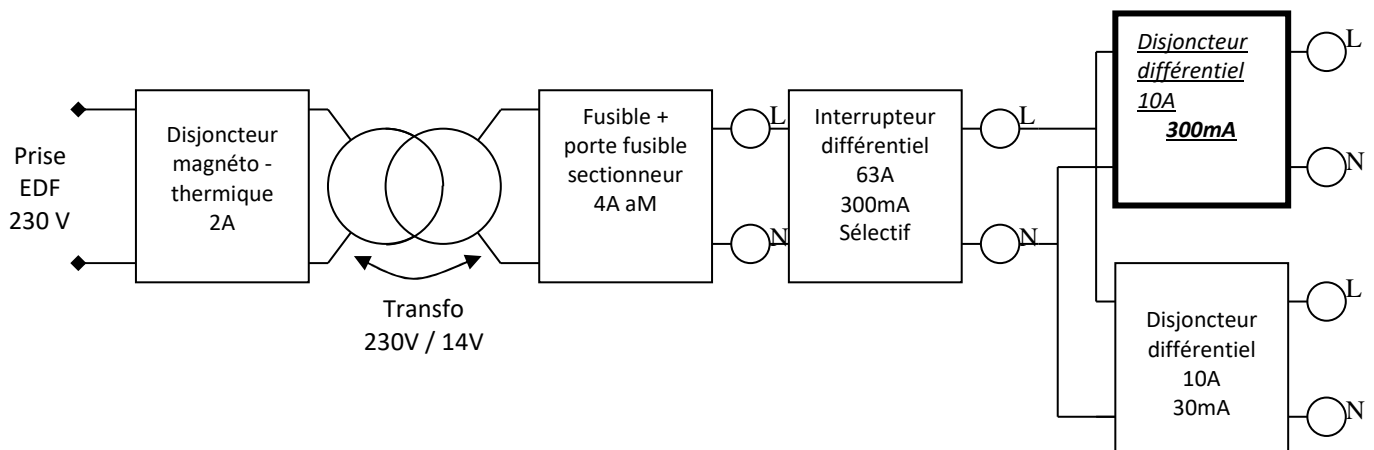 Prise
EDF
230 V
Disjoncteur
magnéto -
thermique
2A
Transfo
230V / 14V
Fusible +
porte fusible
sectionneur
4A aM
L
N
Interrupteur
différentiel
63A
300mA
Sélectif
L
N
Disjoncteur
différentiel
10A
300mA
L
N
Disjoncteur
différentiel
10A
30mA
L
N